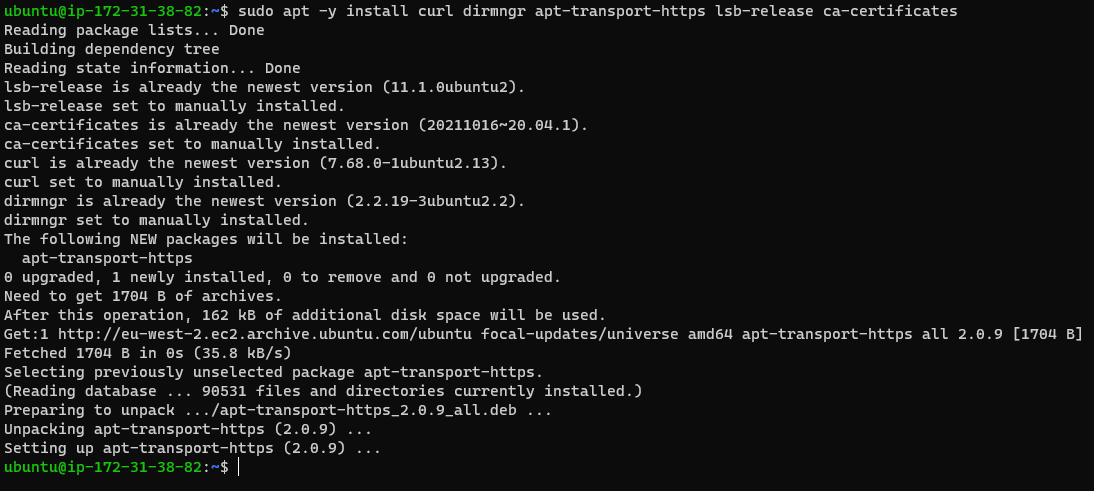 ubuntu@ip-172-31-38-82:~$ sudo apt -y install curl dirmngr apt-transport-https lsb-release ca-certificates
Reading package lists... Done
Building dependency tree
Reading state information... Done
lsb-release is already the newest version (11.1.0ubuntu2).
lsb-release set to manually installed.
ca-certificates is already the newest version (20211016~20.04.1).
ca-certificates set to manually installed.
curl is already the newest version (7.68.0-1ubuntu2.13).
curl set to manually installed.
dirmngr is already the newest version (2.2.19-3ubuntu2.2).
dirmngr set to manually installed.
The following NEW packages will be installed:
  apt-transport-https
0 upgraded, 1 newly installed, 0 to remove and 0 not upgraded.
Need to get 1704 B of archives.
After this operation, 162 kB of additional disk space will be used.
Get:1 http://eu-west-2.ec2.archive.ubuntu.com/ubuntu focal-updates/universe amd64 apt-transport-https all 2.0.9 [1704 B]
Fetched 1704 B in 0s (35.8 kB/s)
Selecting previously unselected package apt-transport-https.
(Reading database ... 90531 files and directories currently installed.)
Preparing to unpack .../apt-transport-https_2.0.9_all.deb ...
Unpacking apt-transport-https (2.0.9) ...
Setting up apt-transport-https (2.0.9) ...
ubuntu@ip-172-31-38-82:~$